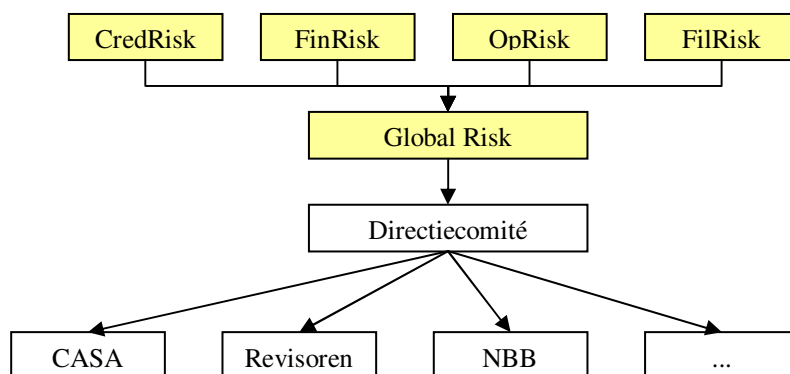 CredRisk
FinRisk
OpRisk
FilRisk
Global Risk
Directiecomité
CASA
Revisoren
NBB
...